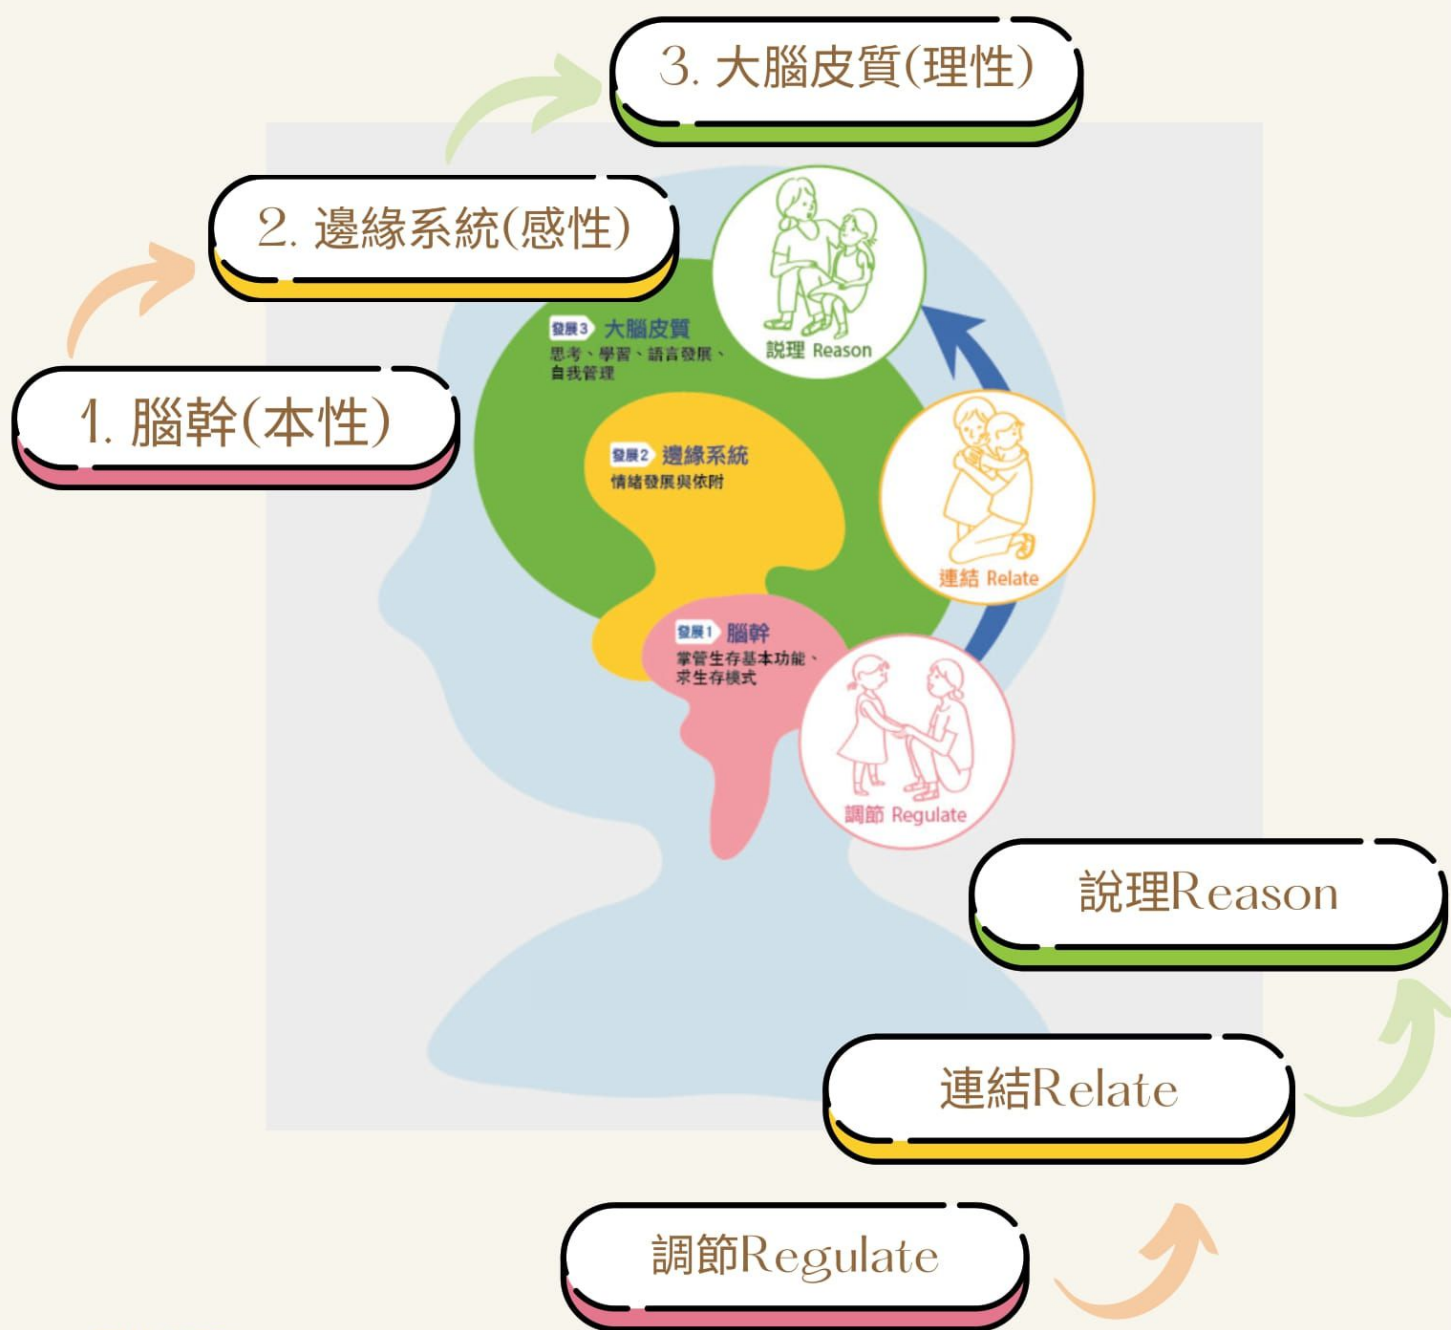 3. 大腦皮質(理性)
2. 邊緣系統(感性)
1. 腦幹(本性)
發展3 大腦皮質
思考、學習、語言發展、
自我管理
說理 Reason
發展2 邊緣系統
情緒發展與依附
連結 Relate
發展1 腦幹
掌管生存基本功能、
求生存模式
調節 Regulate
說理Reason
連結Relate
調節Regulate